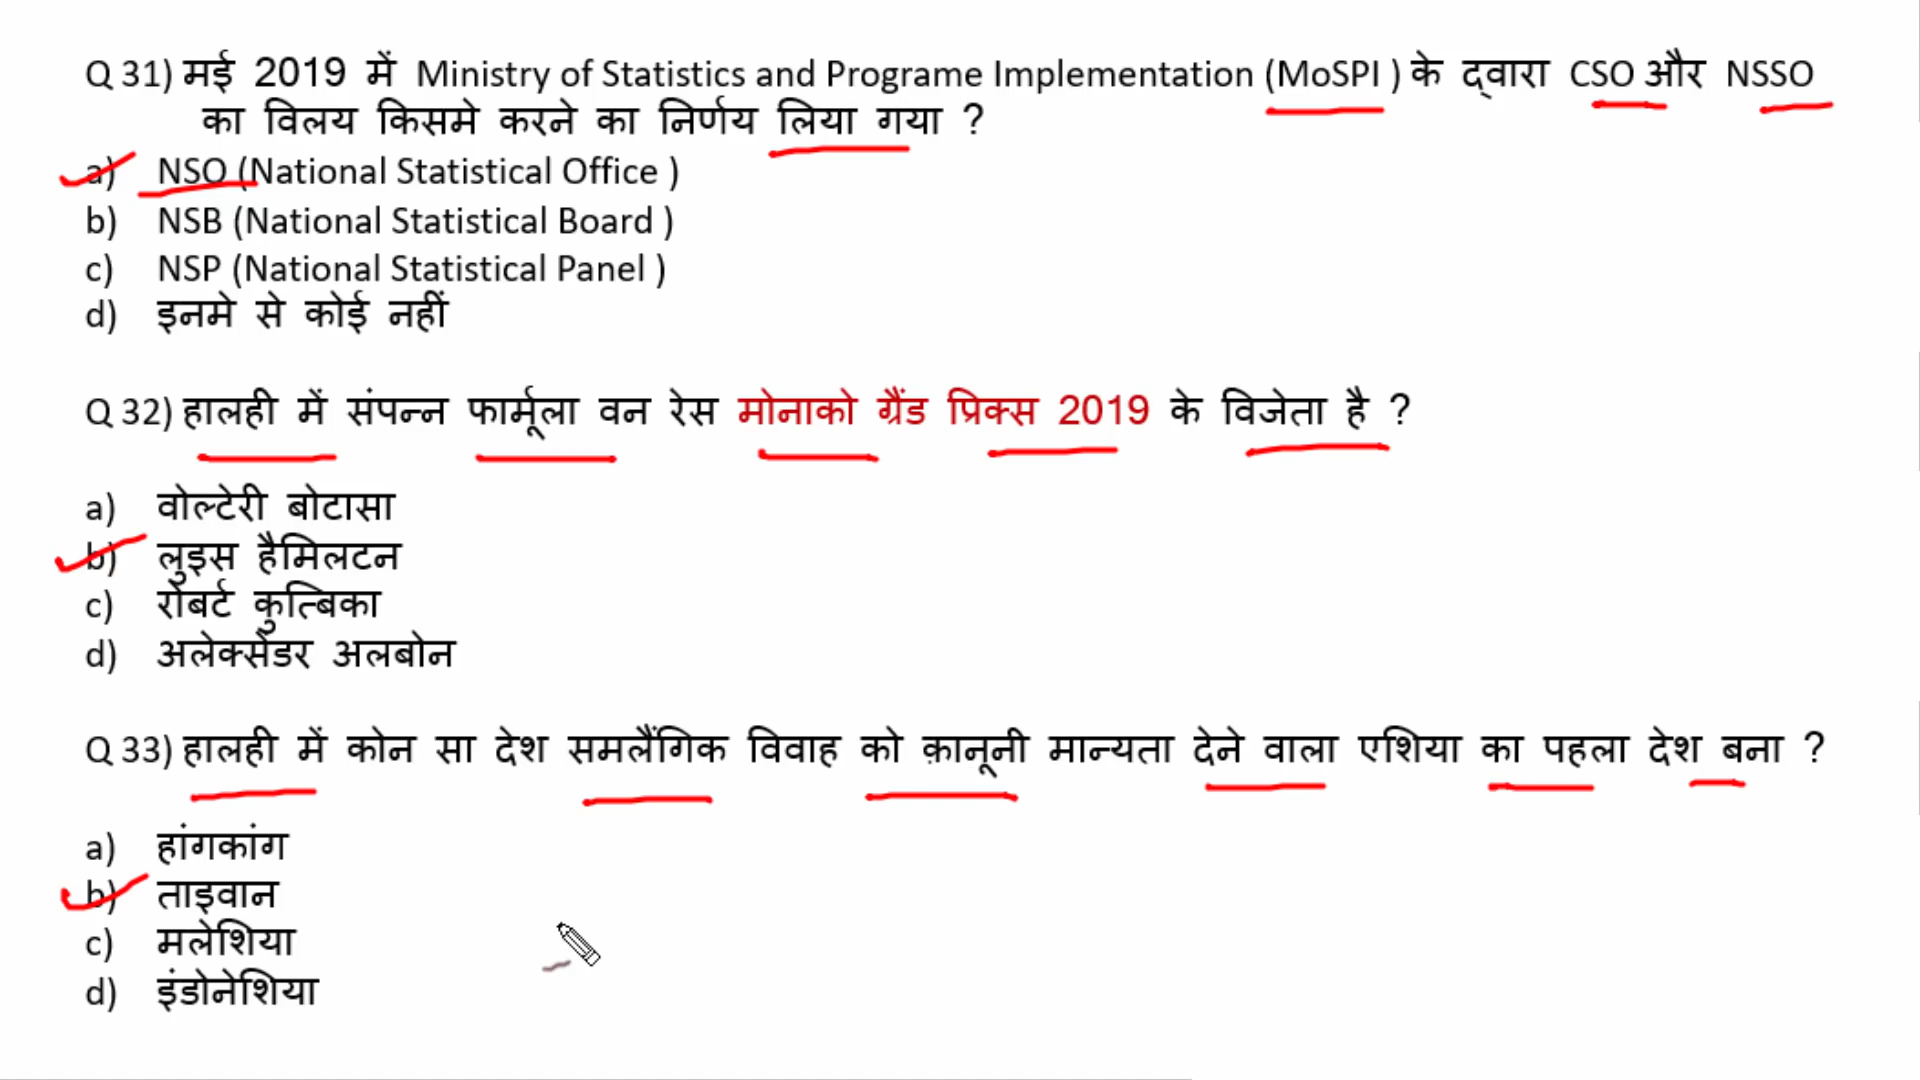 Q 31) मई 2019 में Ministry of Statistics and Programe Implementation (MoSPI ) के द्वारा CSO और NSSO
का विलय किसमे करने का निर्णय लिया गया ?
a) NSO (National Statistical Office )
b) NSB (National Statistical Board )
c) NSP (National Statistical Panel )
d) इनमे से कोई नहीं
Q 32) हालही में संपन्न फार्मूला वन रेस मोनाको ग्रैंड प्रिक्स 2019 के विजेता है ?
a) वोल्टेरी बोटासा
b) लुइस हैमिलटन
c) रोबर्ट कुत्बिका
d) अलेक्सेंडर अलबोन
Q 33) हालही में कोन सा देश समलैंगिक विवाह को क़ानूनी मान्यता देने वाला एशिया का पहला देश बना ?
a) हांगकांग
b) ताइवान
c) मलेशिया
d) इंडोनेशिया